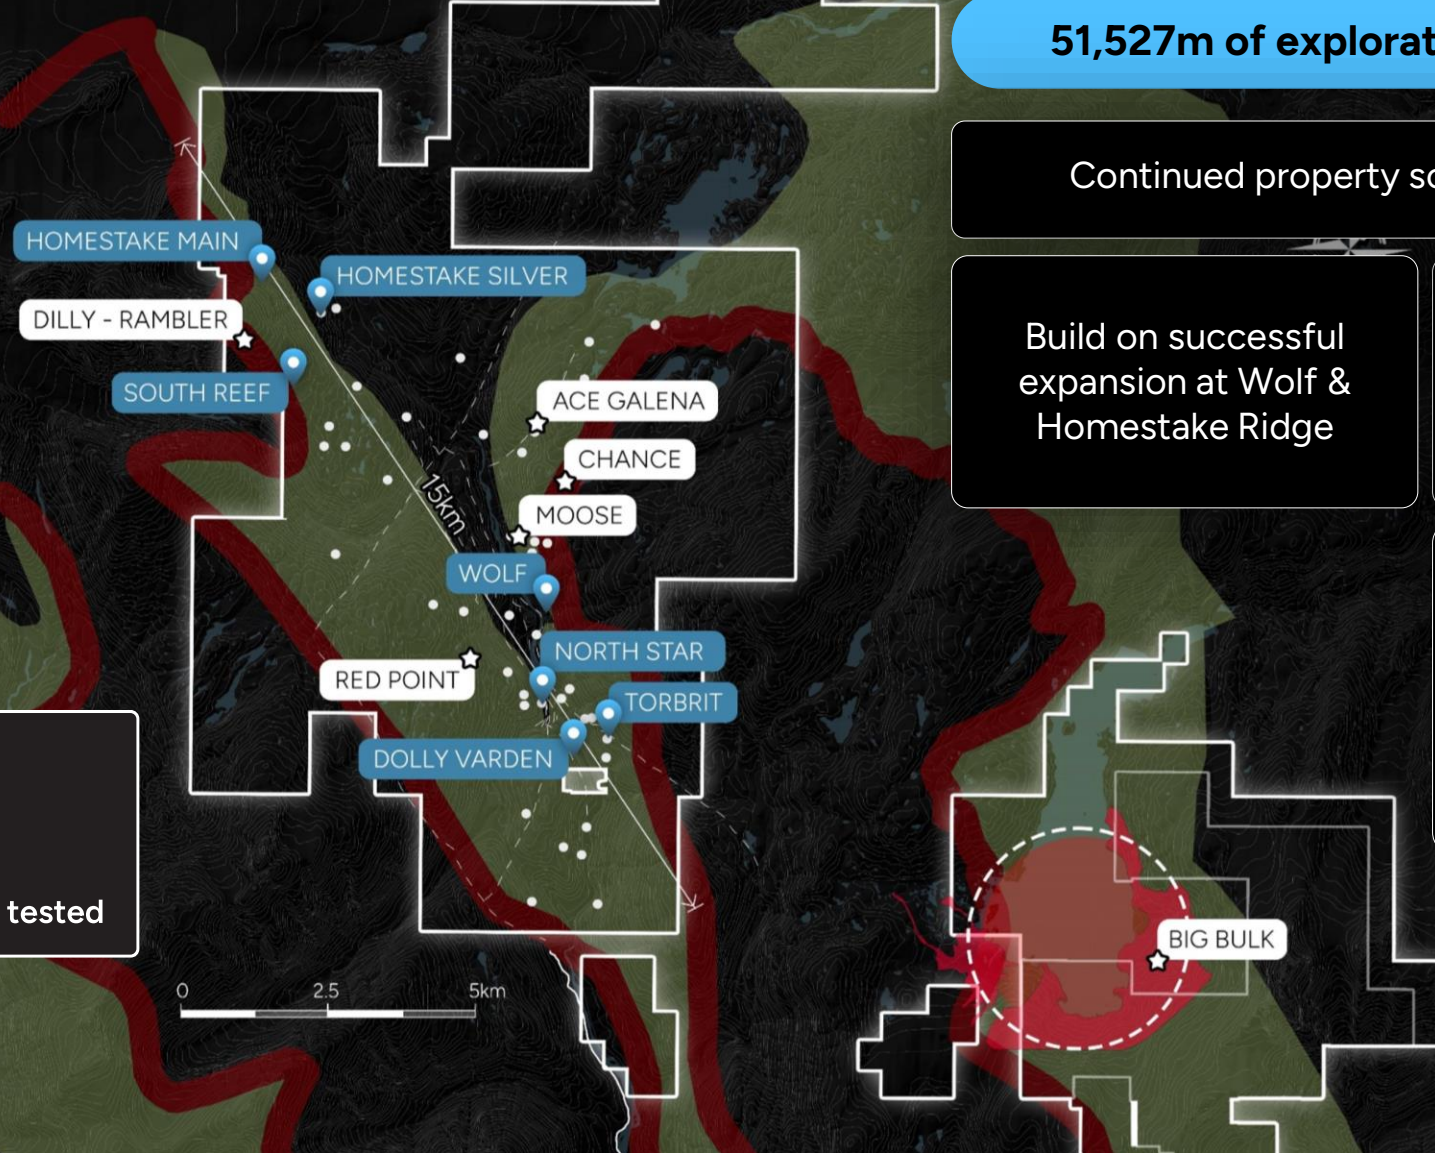 51,527m of explorat
Continued property sc
Build on successful
expansion at Wolf &
Homestake Ridge
HOMESTAKE MAIN
HOMESTAKE SILVER
DILLY - RAMBLER
SOUTH REEF
ACE GALENA
CHANCE
MOOSE
15km
WOLF
NORTH STAR
RED POINT
TORBRIT
DOLLY VARDEN
tested
BIG BULK
0 2.5 5km